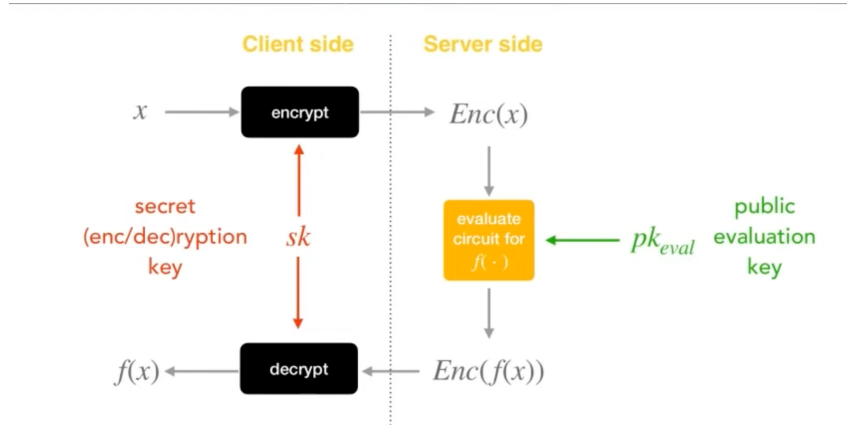 Client side
Server side
x
encrypt
Enc(x)
secret
(enc/dec)ryption
key
sk
evaluate
circuit for
f( · )
pk_eval
public
evaluation
key
f(x)
decrypt
Enc(f(x))